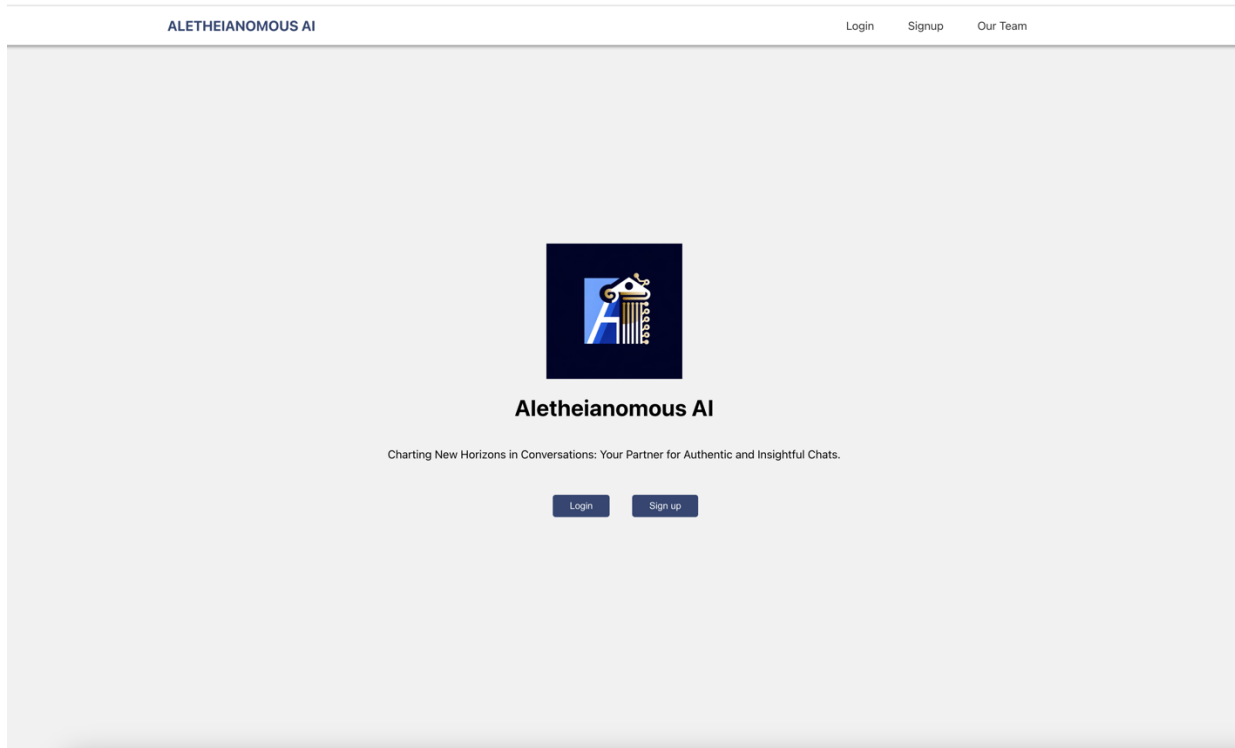 ALETHEIANOMOUS AI Login Signup Our Team
Aletheianomous AI
Charting New Horizons in Conversations: Your Partner for Authentic and Insightful Chats.
Login Sign up